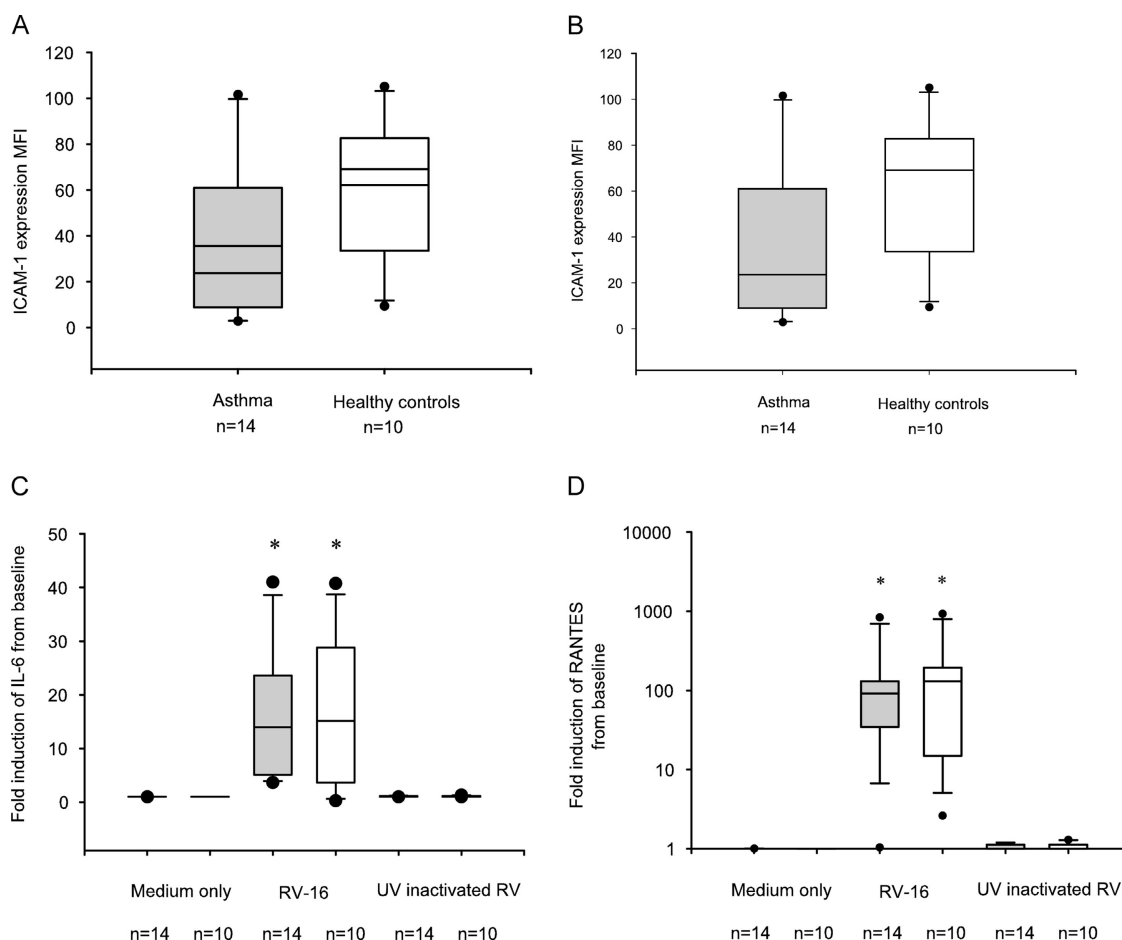 A
ICAM-1 expression MFI
120
100
80
60
40
20
0
Asthma
Healthy controls
n=14
n=10
B
ICAM-1 expression MFI
120
100
80
60
40
20
0
Asthma
Healthy controls
n=14
n=10
C
Fold induction of IL-6 from baseline
50
40
30
20
10
0
*
*
Medium only
RV-16
UV inactivated RV
n=14
n=10
n=14
n=10
n=14
n=10
D
Fold induction of RANTES
from baseline
10000
1000
100
10
1
*
*
Medium only
RV-16
UV inactivated RV
n=14
n=10
n=14
n=10
n=14
n=10